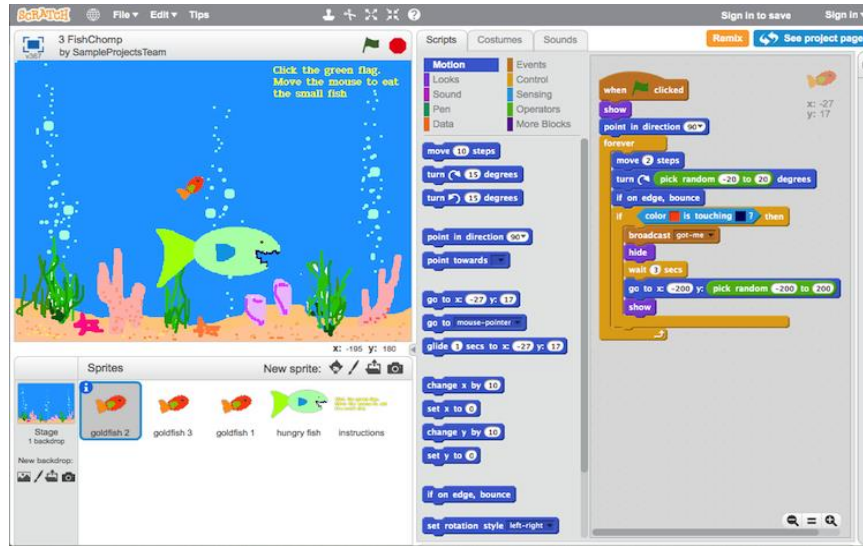 SCRATCH File Edit Tips Sign in to save Sign in
v367
3 FishChomp
by SampleProjectsTeam
Click the green flag.
Move the mouse to eat
the small fish
x: -195 y: 180
Sprites New sprite:
Stage
1 backdrop
New backdrop:
goldfish 2 goldfish 3 goldfish 1 hungry fish instructions
Scripts Costumes Sounds
Remix See project page
Motion Events
Looks Control
Sound Sensing
Pen Operators
Data More Blocks
move 10 steps
turn 15 degrees
turn 15 degrees
point in direction 90
point towards
go to x: -27 y: 17
go to mouse-pointer
glide 1 secs to x: -27 y: 17
change x by 10
set x to 0
change y by 10
set y to 0
if on edge, bounce
set rotation style left-right
when clicked
show
point in direction 90
forever
move 2 steps
turn pick random -20 to 20 degrees
if on edge, bounce
if color is touching ? then
broadcast got-me
hide
wait 1 secs
go to x: -200 y: pick random -200 to 200
show
x: -27
y: 17